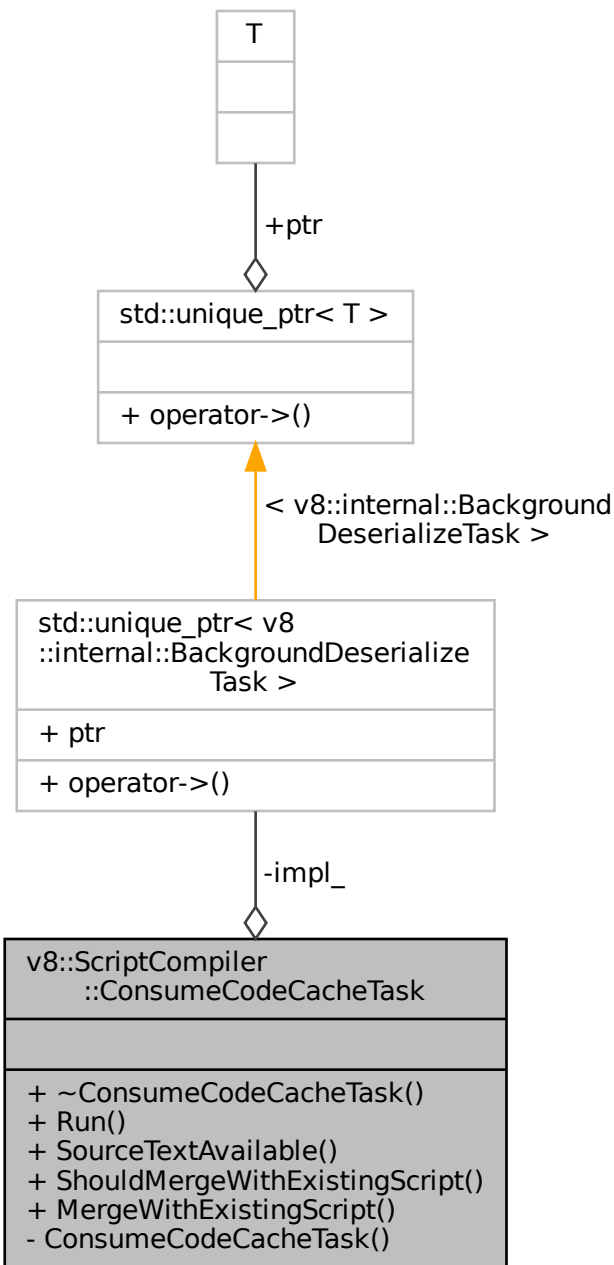 T
+ptr
std::unique_ptr< T >
+ operator->()
< v8::internal::Background
DeserializeTask >
std::unique_ptr< v8
::internal::BackgroundDeserialize
Task >
+ ptr
+ operator->()
-impl_
v8::ScriptCompiler
::ConsumeCodeCacheTask
+ ~ConsumeCodeCacheTask()
+ Run()
+ SourceTextAvailable()
+ ShouldMergeWithExistingScript()
+ MergeWithExistingScript()
- ConsumeCodeCacheTask()